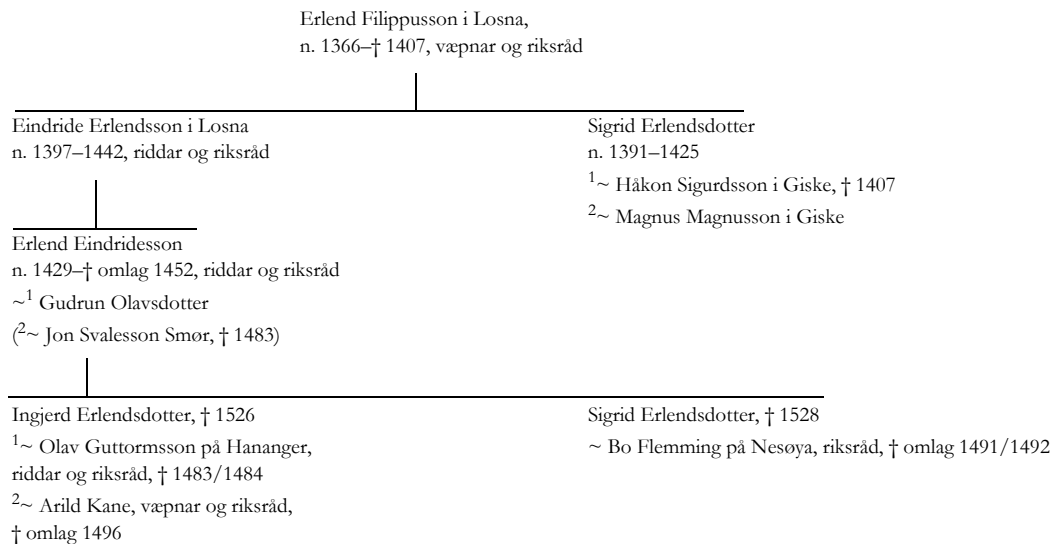 Erlend Filippusson i Losna,
n. 1366–† 1407, væpnar og riksråd
Eindride Erlendsson i Losna
n. 1397–1442, riddar og riksråd
Sigrid Erlendsdotter
n. 1391–1425
1~ Håkon Sigurdsson i Giske, † 1407
2~ Magnus Magnusson i Giske
Erlend Eindridesson
n. 1429–† omlag 1452, riddar og riksråd
~1 Gudrun Olavsdotter
(2~ Jon Svalesson Smør, † 1483)
Ingjerd Erlendsdotter, † 1526
1~ Olav Guttormsson på Hananger,
riddar og riksråd, † 1483/1484
2~ Arild Kane, væpnar og riksråd,
† omlag 1496
Sigrid Erlendsdotter, † 1528
~ Bo Flemming på Nesøya, riksråd, † omlag 1491/1492